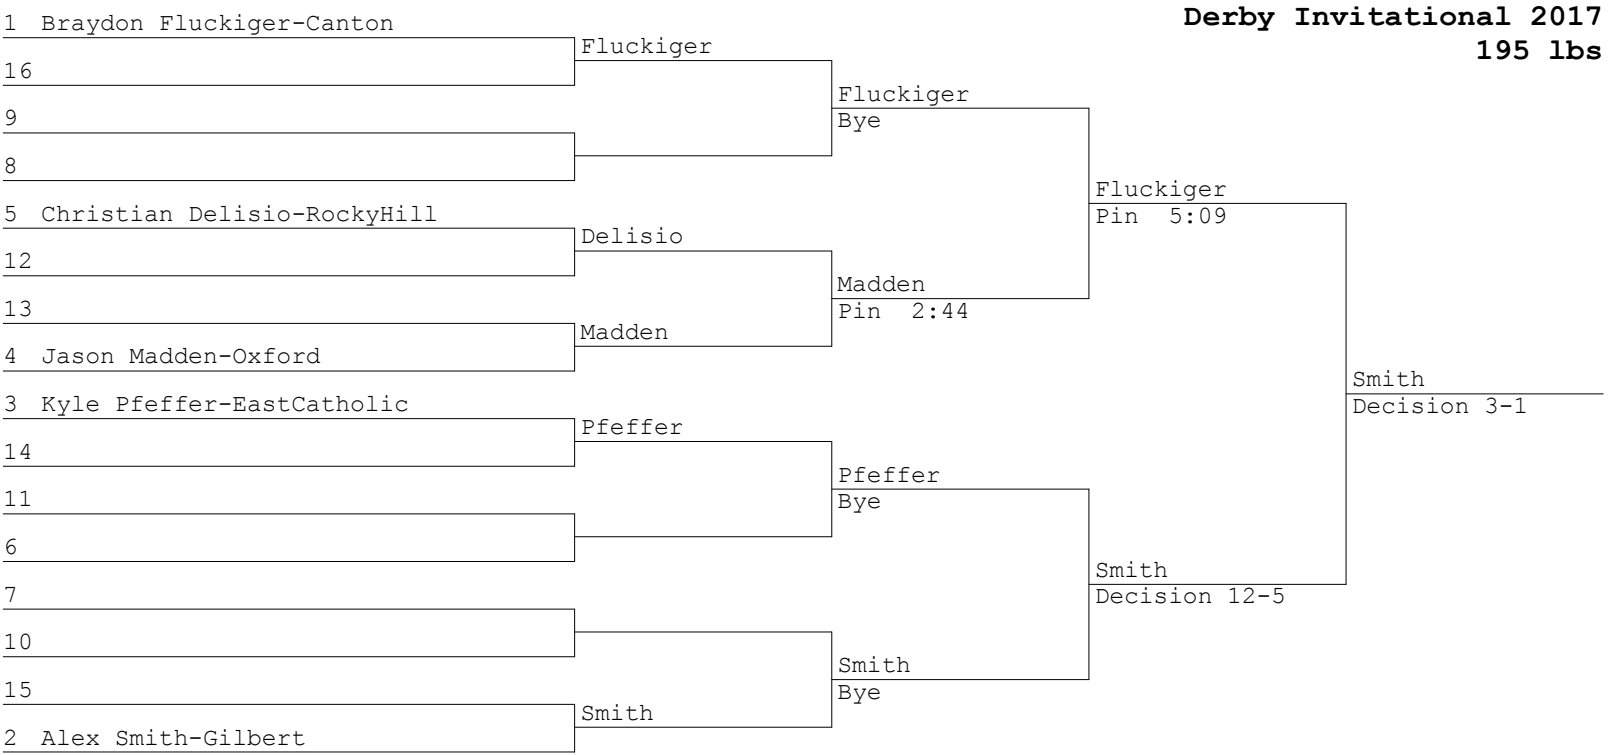 Derby Invitational 2017
195 lbs
1 Braydon Fluckiger-Canton
16
9
8
5 Christian Delisio-RockyHill
12
13
4 Jason Madden-Oxford
3 Kyle Pfeffer-EastCatholic
14
11
6
7
10
15
2 Alex Smith-Gilbert
Fluckiger
Delisio
Madden
Pfeffer
Smith
Fluckiger
Bye
Madden
Pin 2:44
Pfeffer
Bye
Smith
Bye
Fluckiger
Pin 5:09
Smith
Decision 12-5
Smith
Decision 3-1